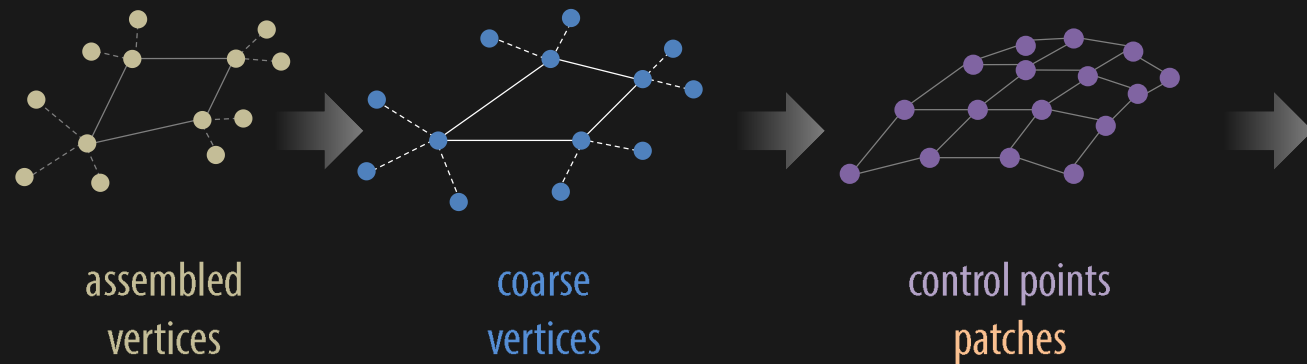 assembled
vertices
coarse
vertices
control points
patches